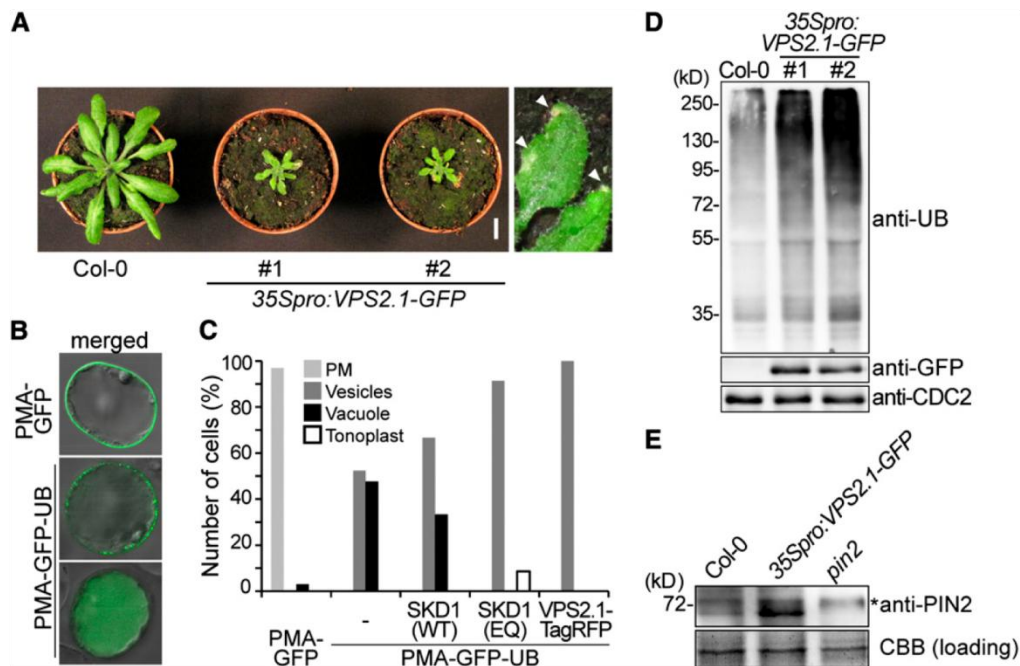 A
Col-0
#1
#2
35Spro:VPS2.1-GFP
B
merged
PMA-
GFP
PMA-GFP-UB
C
Number of cells (%)
100
80
60
40
20
0
PM
Vesicles
Vacuole
Tonoplast
PMA-
GFP
-
SKD1
(WT)
SKD1
(EQ)
VPS2.1-
TagRFP
PMA-GFP-UB
D
35Spro:
VPS2.1-GFP
(kD)
Col-0
#1
#2
250-
130-
95-
72-
55-
35-
anti-UB
anti-GFP
anti-CDC2
E
Col-0
35Spro:VPS2.1-GFP
pin2
(kD)
72-
*anti-PIN2
CBB (loading)